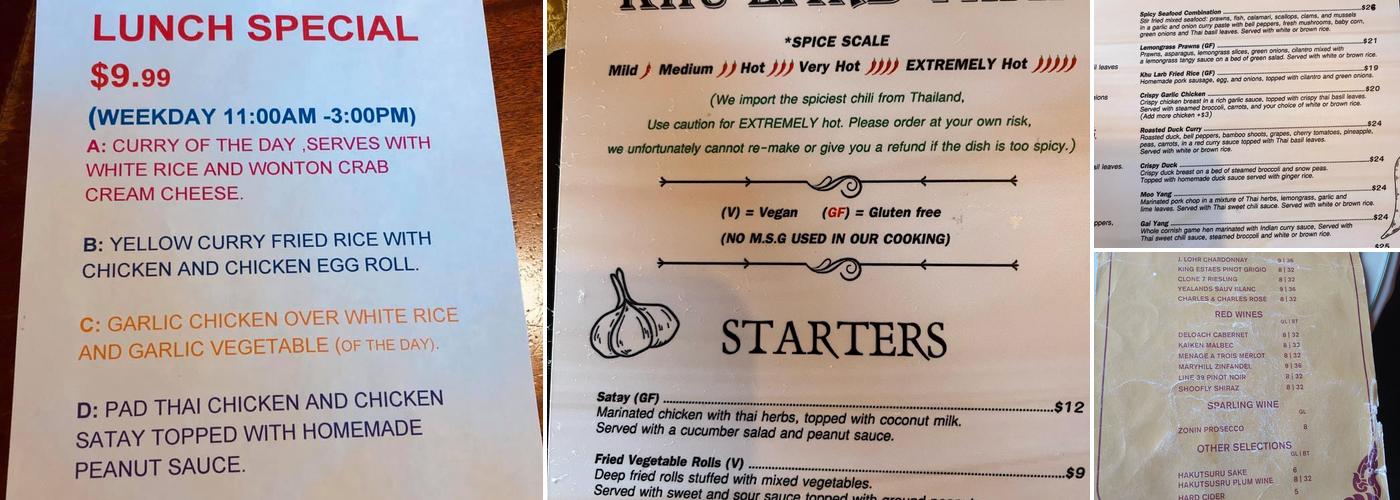 LUNCH SPECIAL
$9.99
(WEEKDAY 11:00AM -3:00PM)
A: CURRY OF THE DAY ,SERVES WITH
WHITE RICE AND WONTON CRAB
CREAM CHEESE.
B: YELLOW CURRY FRIED RICE WITH
CHICKEN AND CHICKEN EGG ROLL.
C: GARLIC CHICKEN OVER WHITE RICE
AND GARLIC VEGETABLE (OF THE DAY).
D: PAD THAI CHICKEN AND CHICKEN
SATAY TOPPED WITH HOMEMADE
PEANUT SAUCE.
*SPICE SCALE
Mild Medium Hot Very Hot EXTREMELY Hot
(We import the spiciest chili from Thailand,
Use caution for EXTREMELY hot. Please order at your own risk,
we unfortunately cannot re-make or give you a refund if the dish is too spicy.)
(V) = Vegan (GF) = Gluten free
(NO M.S.G USED IN OUR COOKING)
STARTERS
Satay (GF) $12
Marinated chicken with thai herbs, topped with coconut milk.
Served with a cucumber salad and peanut sauce.
Fried Vegetable Rolls (V) $9
Deep fried rolls stuffed with mixed vegetables.
Served with sweet and sour sauce topped with ground
Spicy Seafood Combination $26
Stir fried mixed seafood: prawns, fish, calamari, scallops, clams, and mussels
in a garlic and onion curry paste with bell peppers, fresh mushrooms, baby corn,
green onions and Thai basil leaves. Served with white or brown rice.
Lemongrass Prawns (GF) $21
Prawns, asparagus, lemongrass slices, green onions, cilantro mixed with
a lemongrass tangy sauce on a bed of green salad. Served with white or brown rice.
Khu Larb Fried Rice (GF) $19
Homemade pork sausage, egg, and onions, topped with cilantro and green onions.
Crispy Garlic Chicken $20
Crispy chicken breast in a rich garlic sauce, topped with crispy thai basil leaves.
Served with steamed broccoli, carrots, and your choice of white or brown rice.
(Add more chicken +$3)
Roasted Duck Curry $24
Roasted duck, bell peppers, bamboo shoots, grapes, cherry tomatoes, pineapple,
peas, carrots, in a red curry sauce topped with Thai basil leaves.
Served with white or brown rice.
Crispy Duck $24
Crispy duck breast on a bed of steamed broccoli and snow peas.
Topped with homemade duck sauce served with ginger rice.
Moo Yang $24
Marinated pork chop in a mixture of Thai herbs, lemongrass, garlic and
lime leaves. Served with Thai sweet chili sauce. Served with white or brown rice.
Gai Yang $24
Whole cornish game hen marinated with Indian curry sauce, Served with
Thai sweet chili sauce, steamed broccoli and white or brown rice.
$25
J. LOHR CHARDONNAY 9 | 36
KING ESTAES PINOT GRIGIO 8 | 32
CLONE 7 RIESLING 8 | 32
YEALANDS SAUV BLANC 9 | 36
CHARLES & CHARLES ROSE 8 | 32
RED WINES
GL | BT
DELOACH CABERNET 8 | 32
KAIKEN MALBEC 8 | 32
MENAGE A TROIS MERLOT 8 | 32
MARYHILL ZINFANDEL 9 | 36
LINE 39 PINOT NOIR 8 | 32
SHOOFLY SHIRAZ 8 | 32
SPARLING WINE
GL
ZONIN PROSECCO 8
OTHER SELECTIONS
GL | BT
HAKUTSURU SAKE 6
HAKUTSUSRU PLUM WINE 8 | 32
HARD CIDER 5